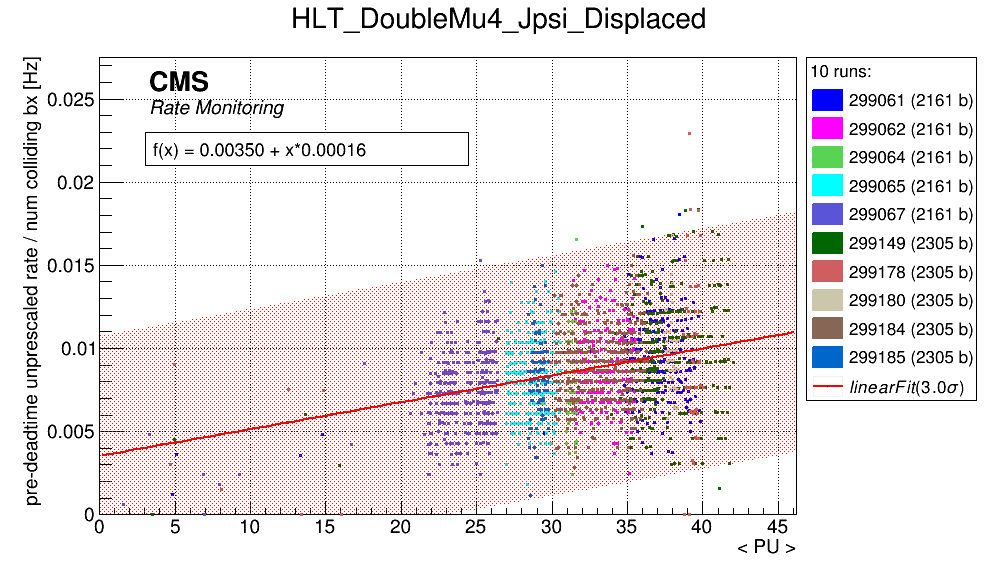 HLT_DoubleMu4_Jpsi_Displaced
pre-deadtime unprescaled rate / num colliding bx [Hz]
CMS
Rate Monitoring
f(x) = 0.00350 + x*0.00016
0.025
0.02
0.015
0.01
0.005
0
0 5 10 15 20 25 30 35 40 45
< PU >
10 runs:
299061 (2161 b)
299062 (2161 b)
299064 (2161 b)
299065 (2161 b)
299067 (2161 b)
299149 (2305 b)
299178 (2305 b)
299180 (2305 b)
299184 (2305 b)
299185 (2305 b)
linearFit(3.0σ)